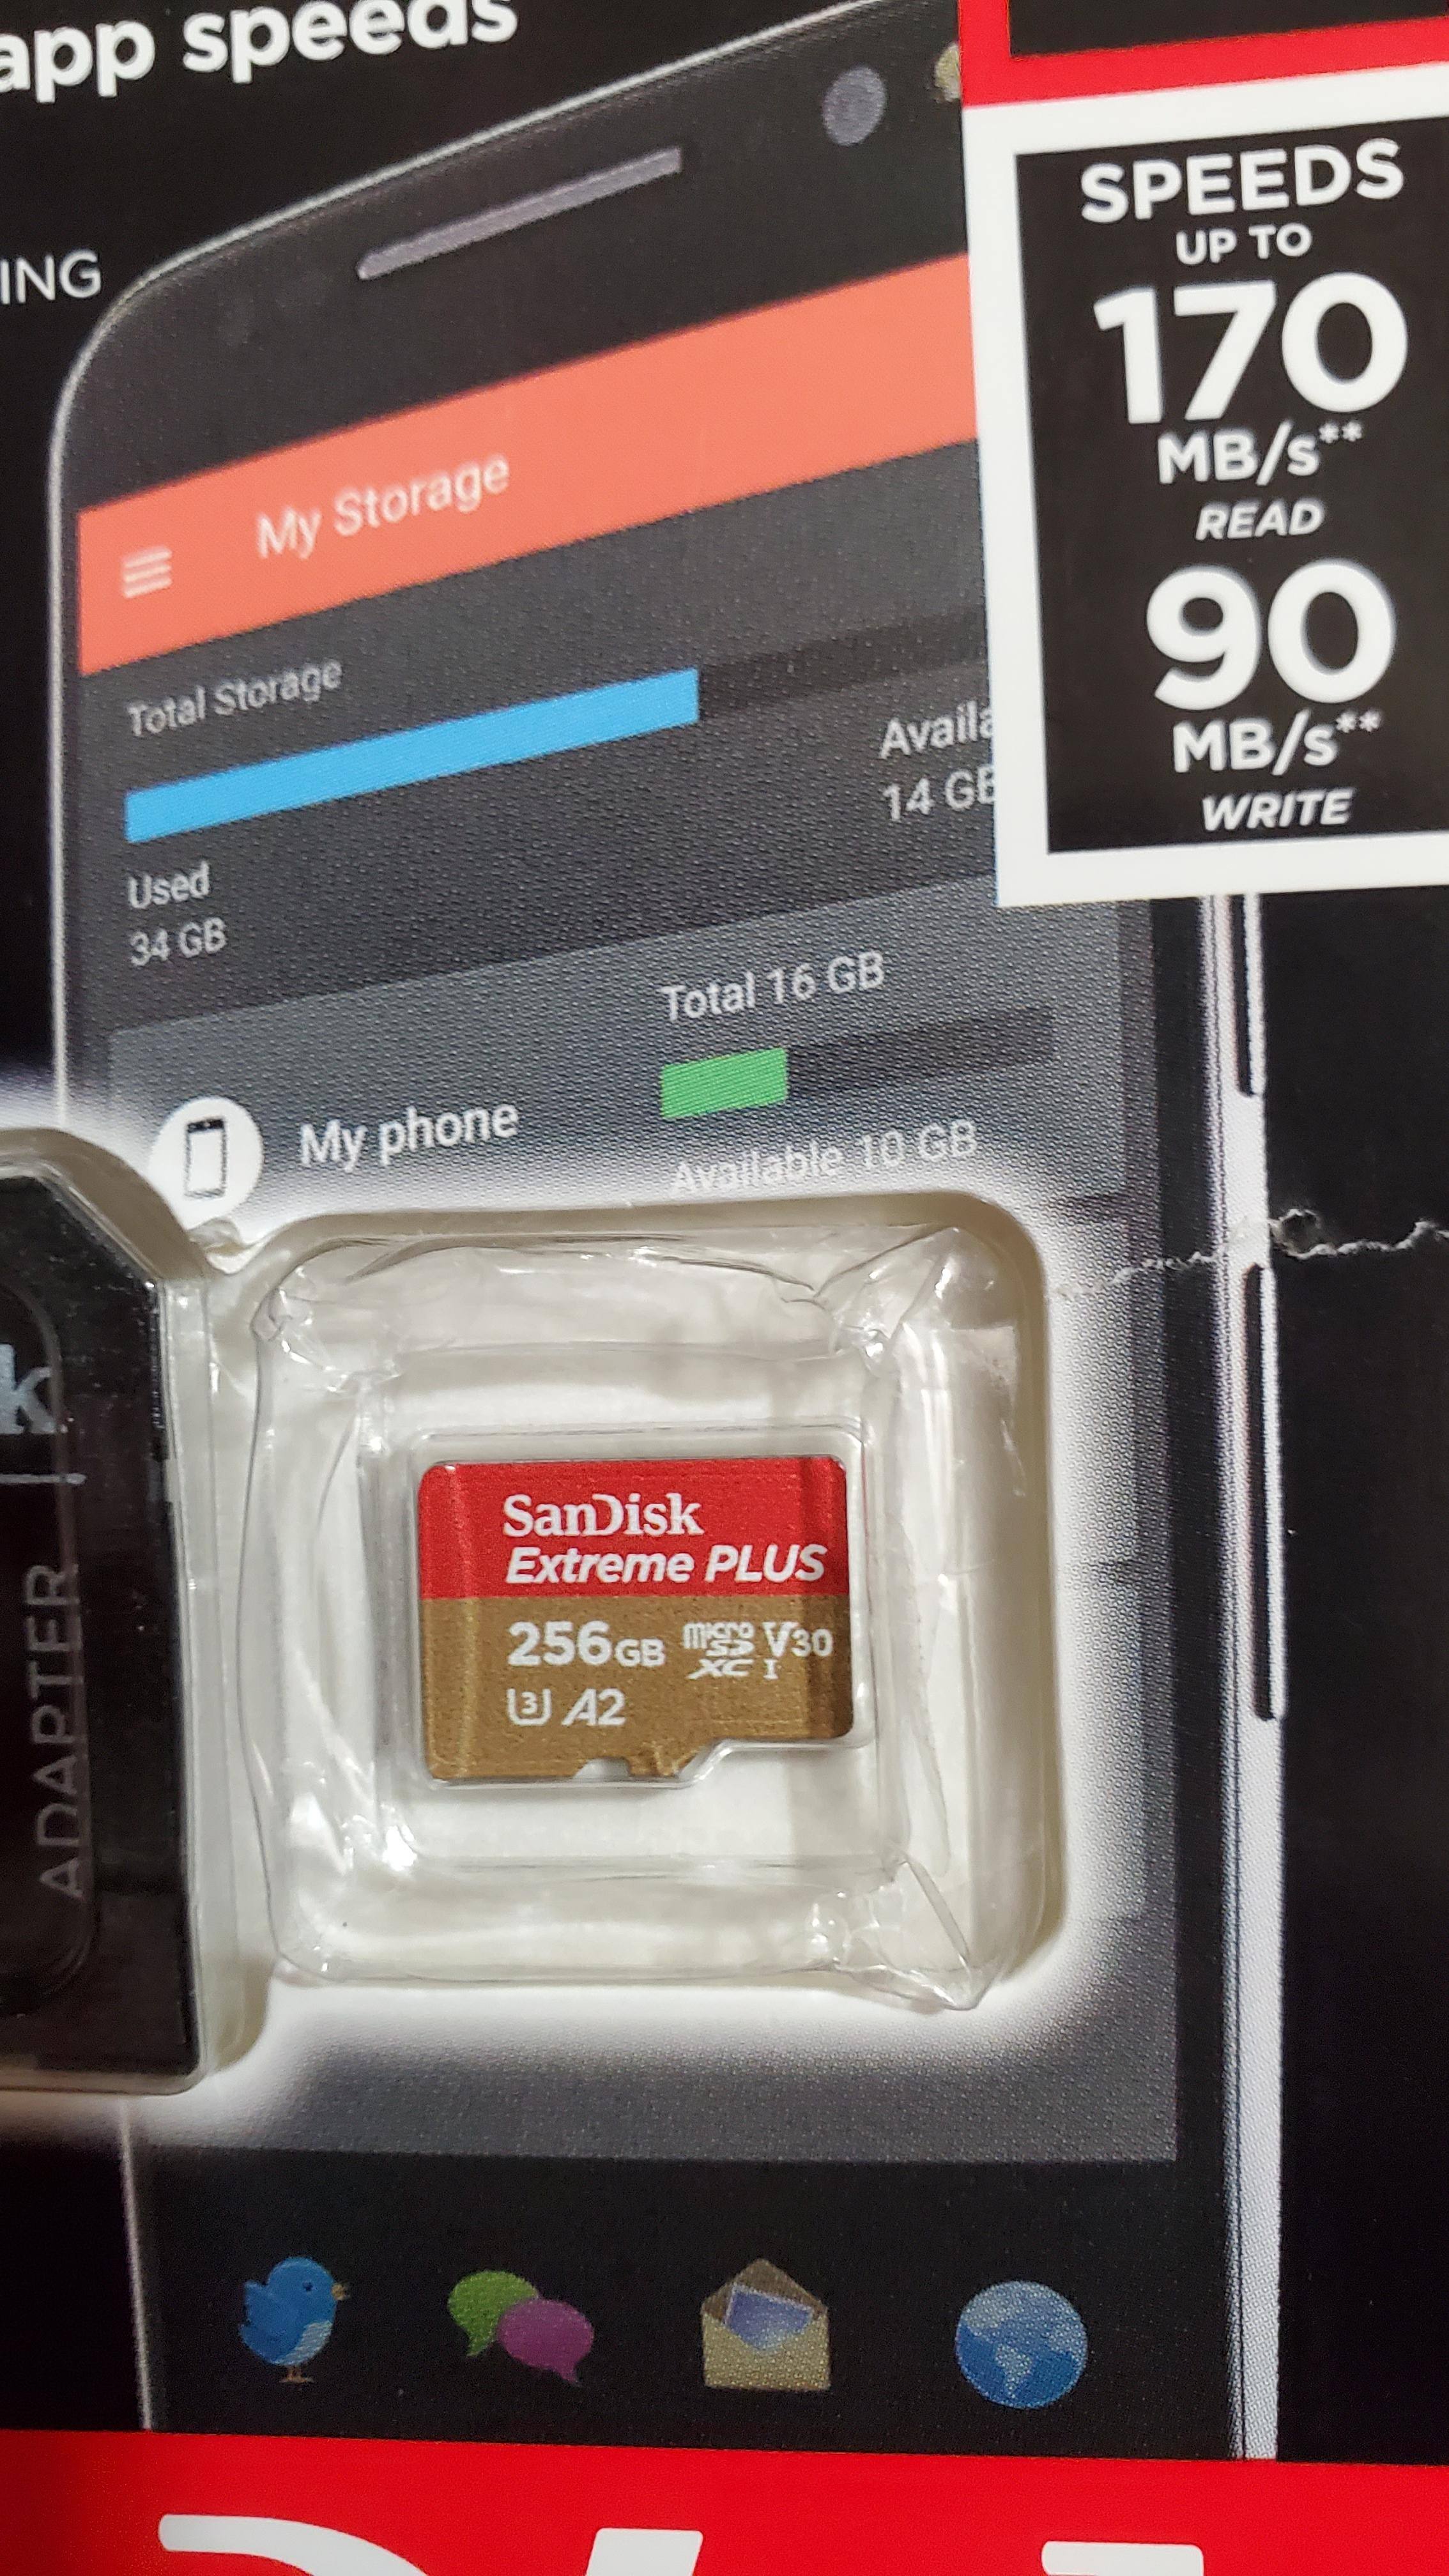 app speeds
ING
SPEEDS
UP TO
170
MB/s**
READ
90
MB/s**
WRITE
My Storage
Total Storage
Availa
14 GB
Used
34 GB
Total 16 GB
My phone
Available 10 GB
k
ADAPTER
SanDisk
Extreme PLUS
256GB micro SD XC I V30
3 A2